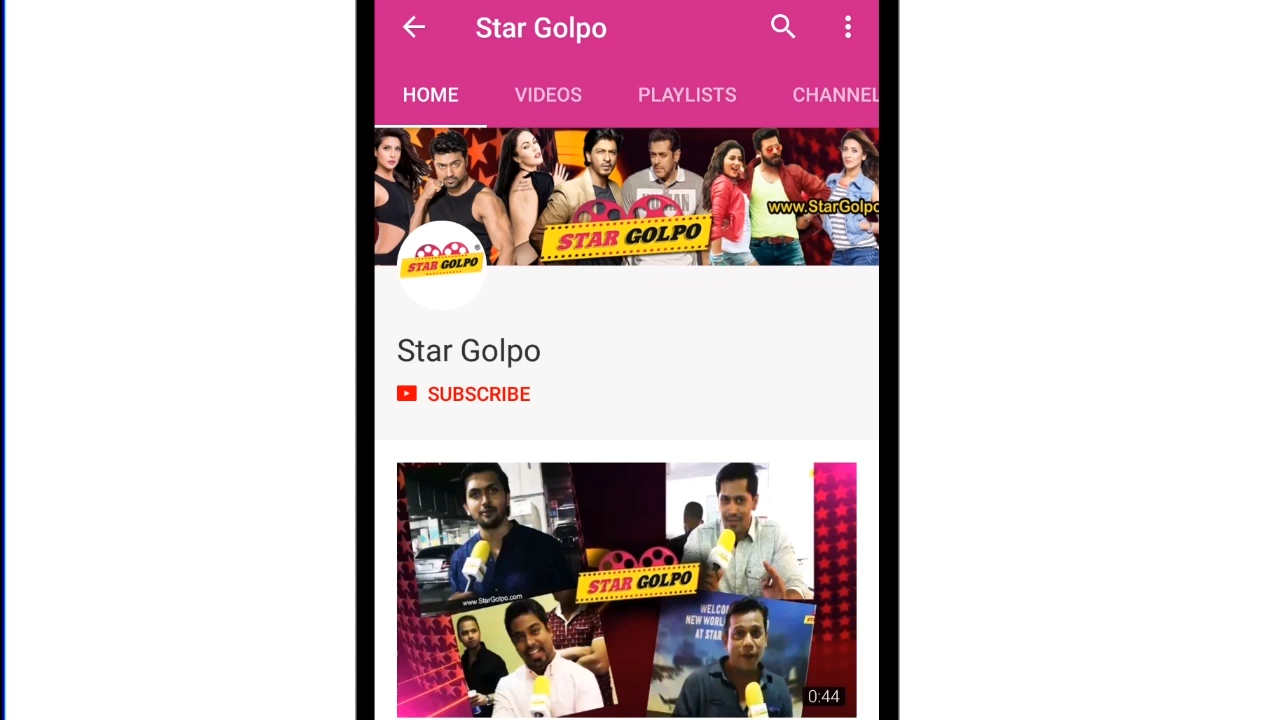 Star Golpo
HOME VIDEOS PLAYLISTS CHANNEL
www.StarGolpo
STAR GOLPO
STAR GOLPO
Star Golpo
SUBSCRIBE
STAR GOLPO
www.StarGolpo.com
WELCO
NEW WORL
AT STAR
0:44